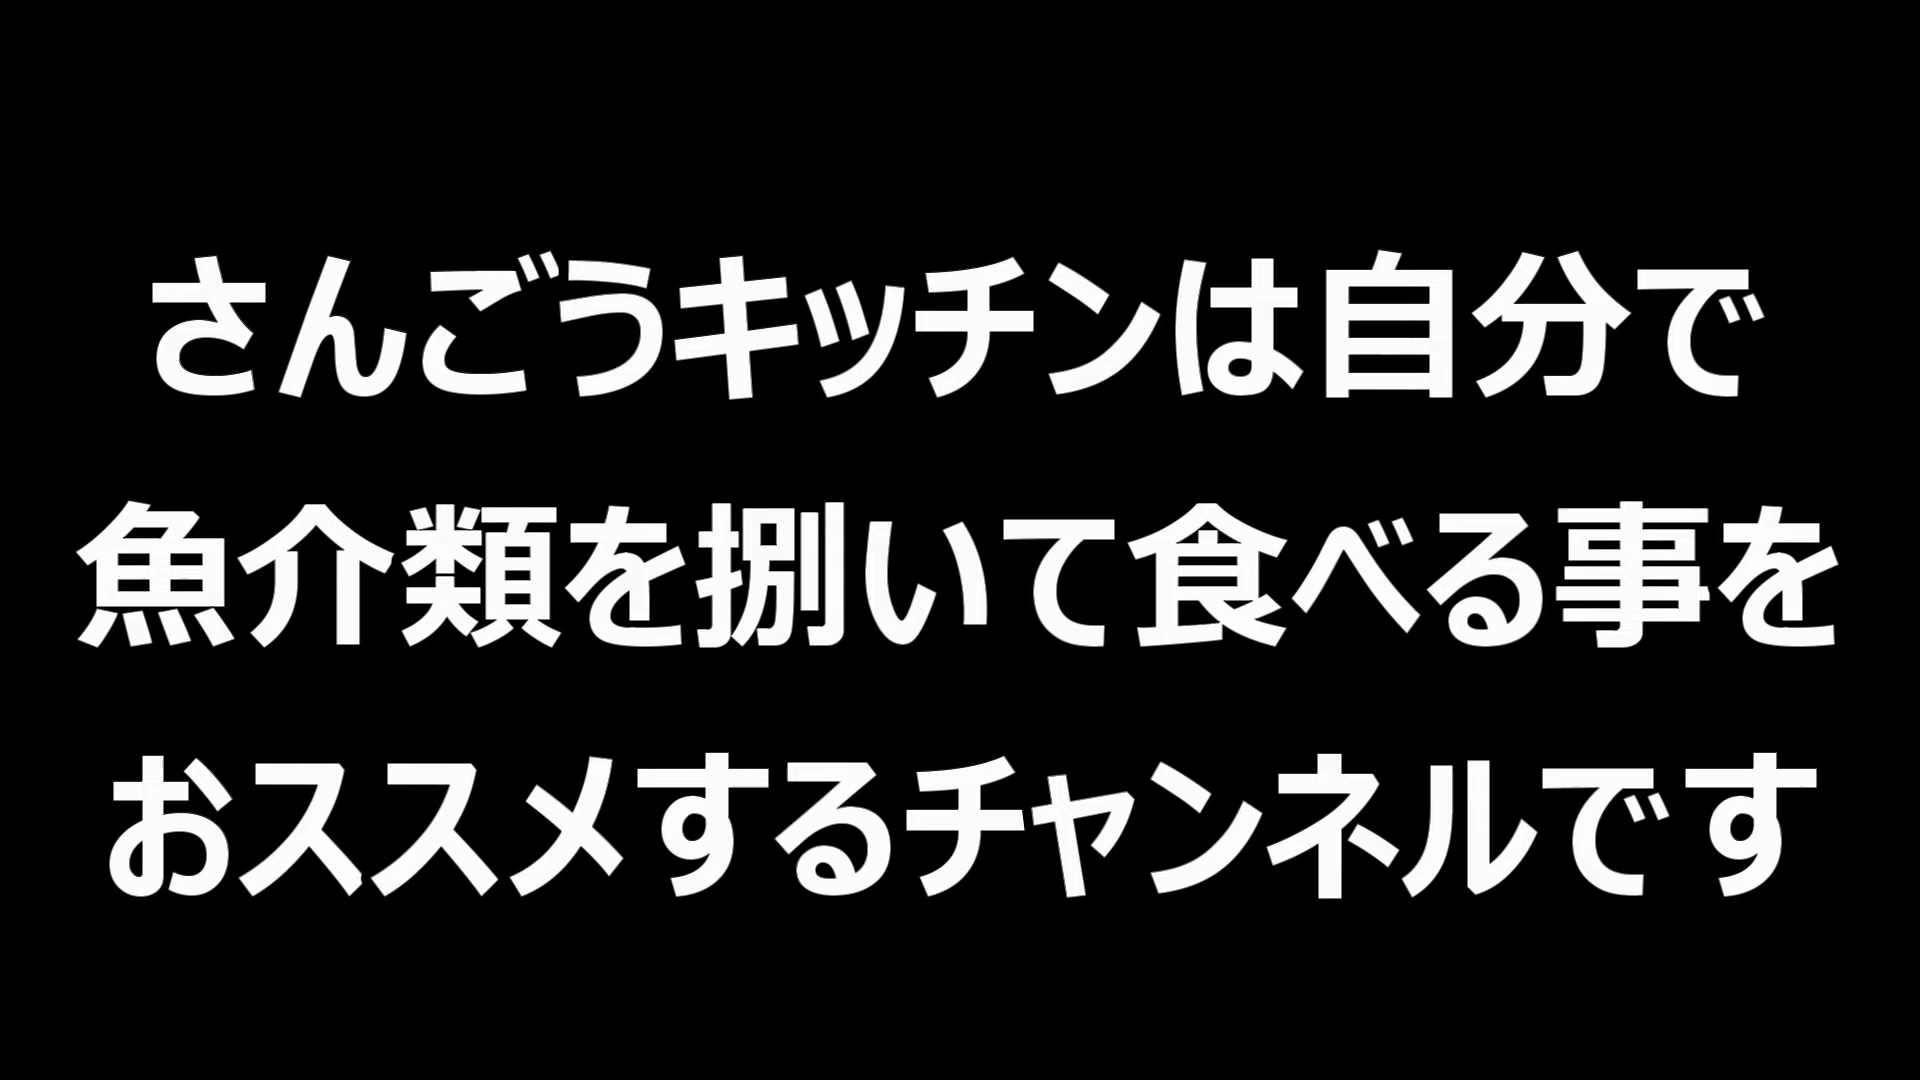 さんごうキッチンは自分で
魚介類を捌いて食べる事を
おススメするチャンネルです